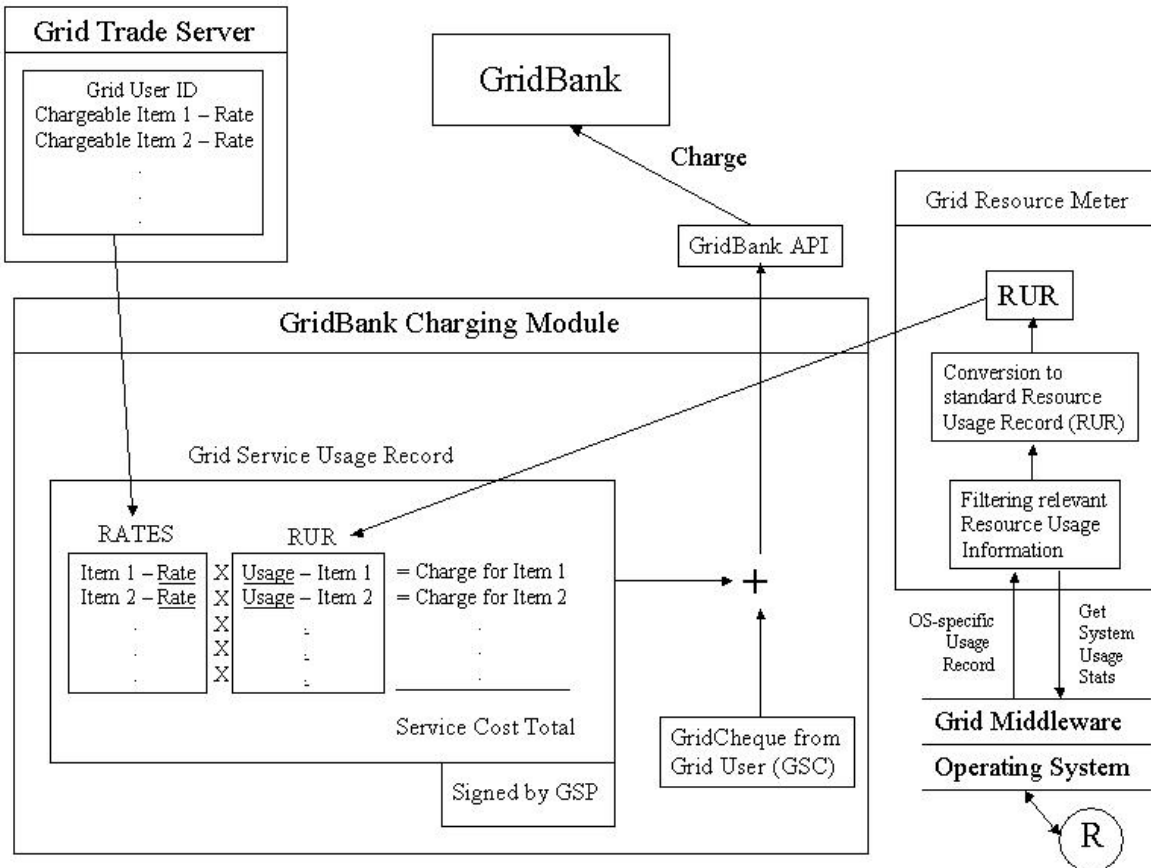 Grid Trade Server
Grid User ID
Chargeable Item 1 – Rate
Chargeable Item 2 – Rate
.
.
.
GridBank
Charge
GridBank API
Grid Resource Meter
RUR
Conversion to
standard Resource
Usage Record (RUR)
Filtering relevant
Resource Usage
Information
OS-specific
Usage
Record
Get
System
Usage
Stats
Grid Middleware
Operating System
R
GridBank Charging Module
Grid Service Usage Record
RATES RUR
Item 1 – Rate X Usage – Item 1 = Charge for Item 1
Item 2 – Rate X Usage – Item 2 = Charge for Item 2
. X . .
. X . .
. X . .
Service Cost Total
Signed by GSP
+
GridCheque from
Grid User (GSC)